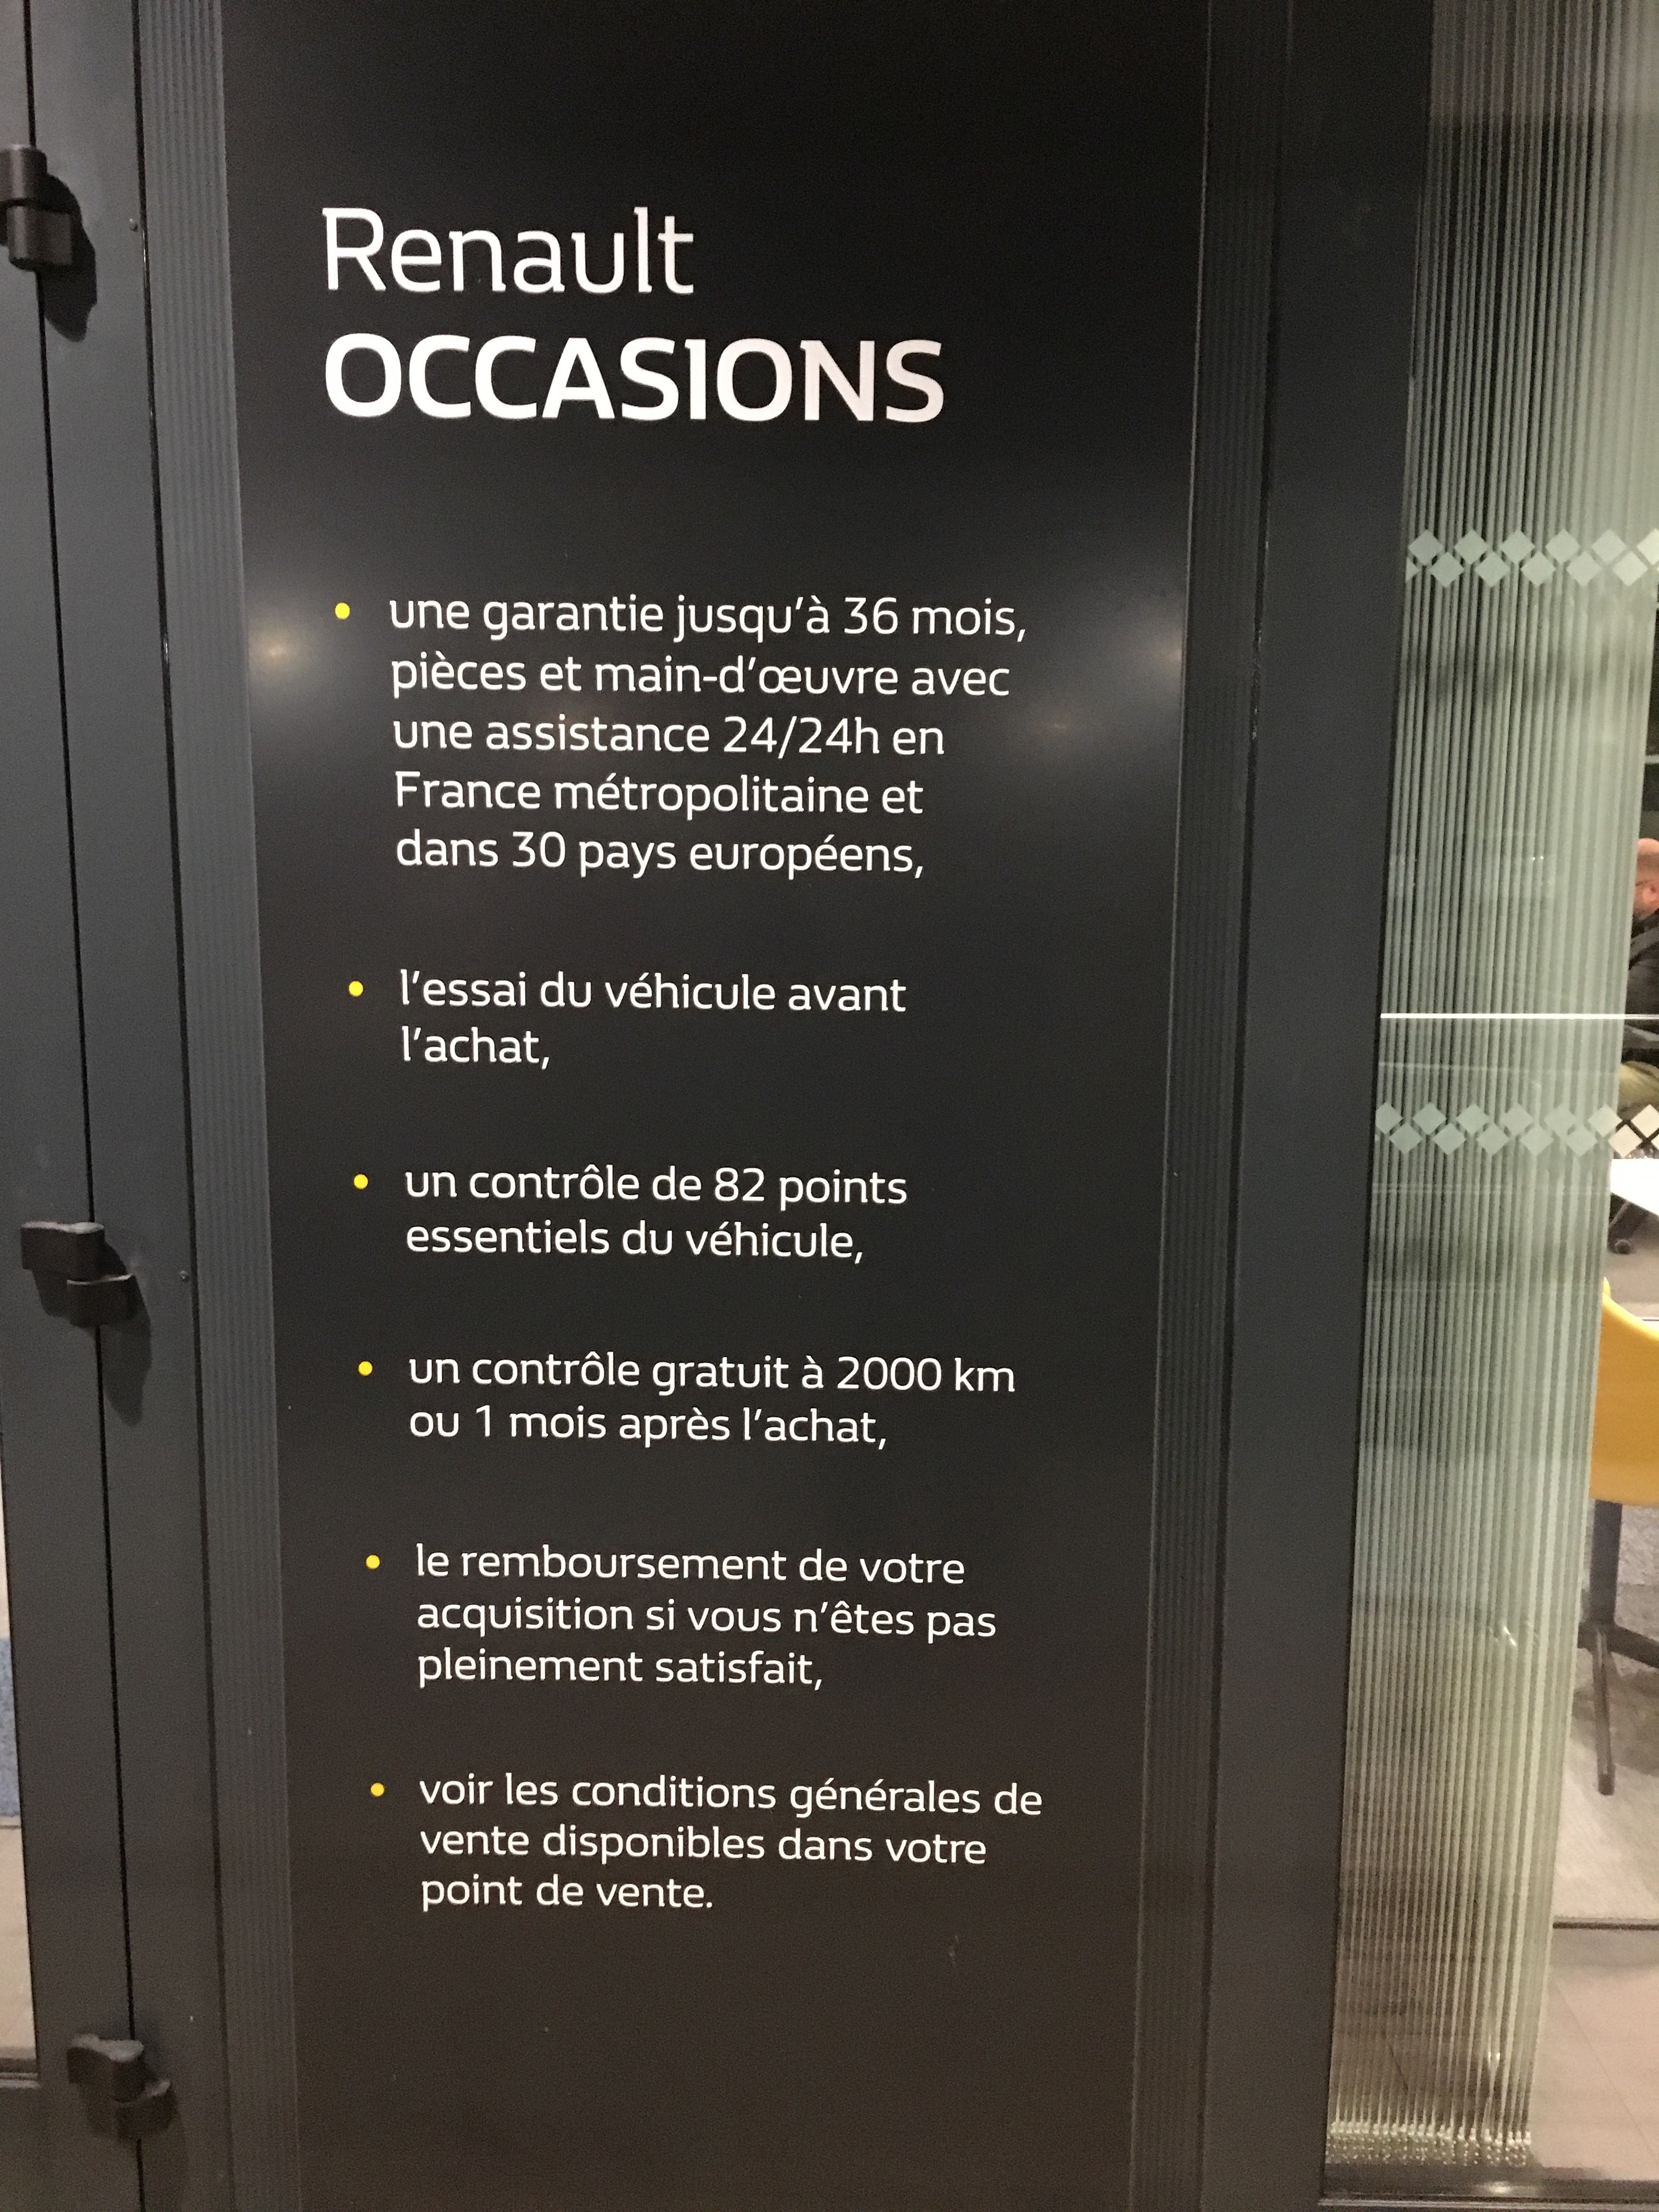 Renault
OCCASIONS
• une garantie jusqu'à 36 mois,
pièces et main-d'œuvre avec
une assistance 24/24h en
France métropolitaine et
dans 30 pays européens,
• l'essai du véhicule avant
l'achat,
• un contrôle de 82 points
essentiels du véhicule,
• un contrôle gratuit à 2000 km
ou 1 mois après l'achat,
• le remboursement de votre
acquisition si vous n'êtes pas
pleinement satisfait,
• voir les conditions générales de
vente disponibles dans votre
point de vente.